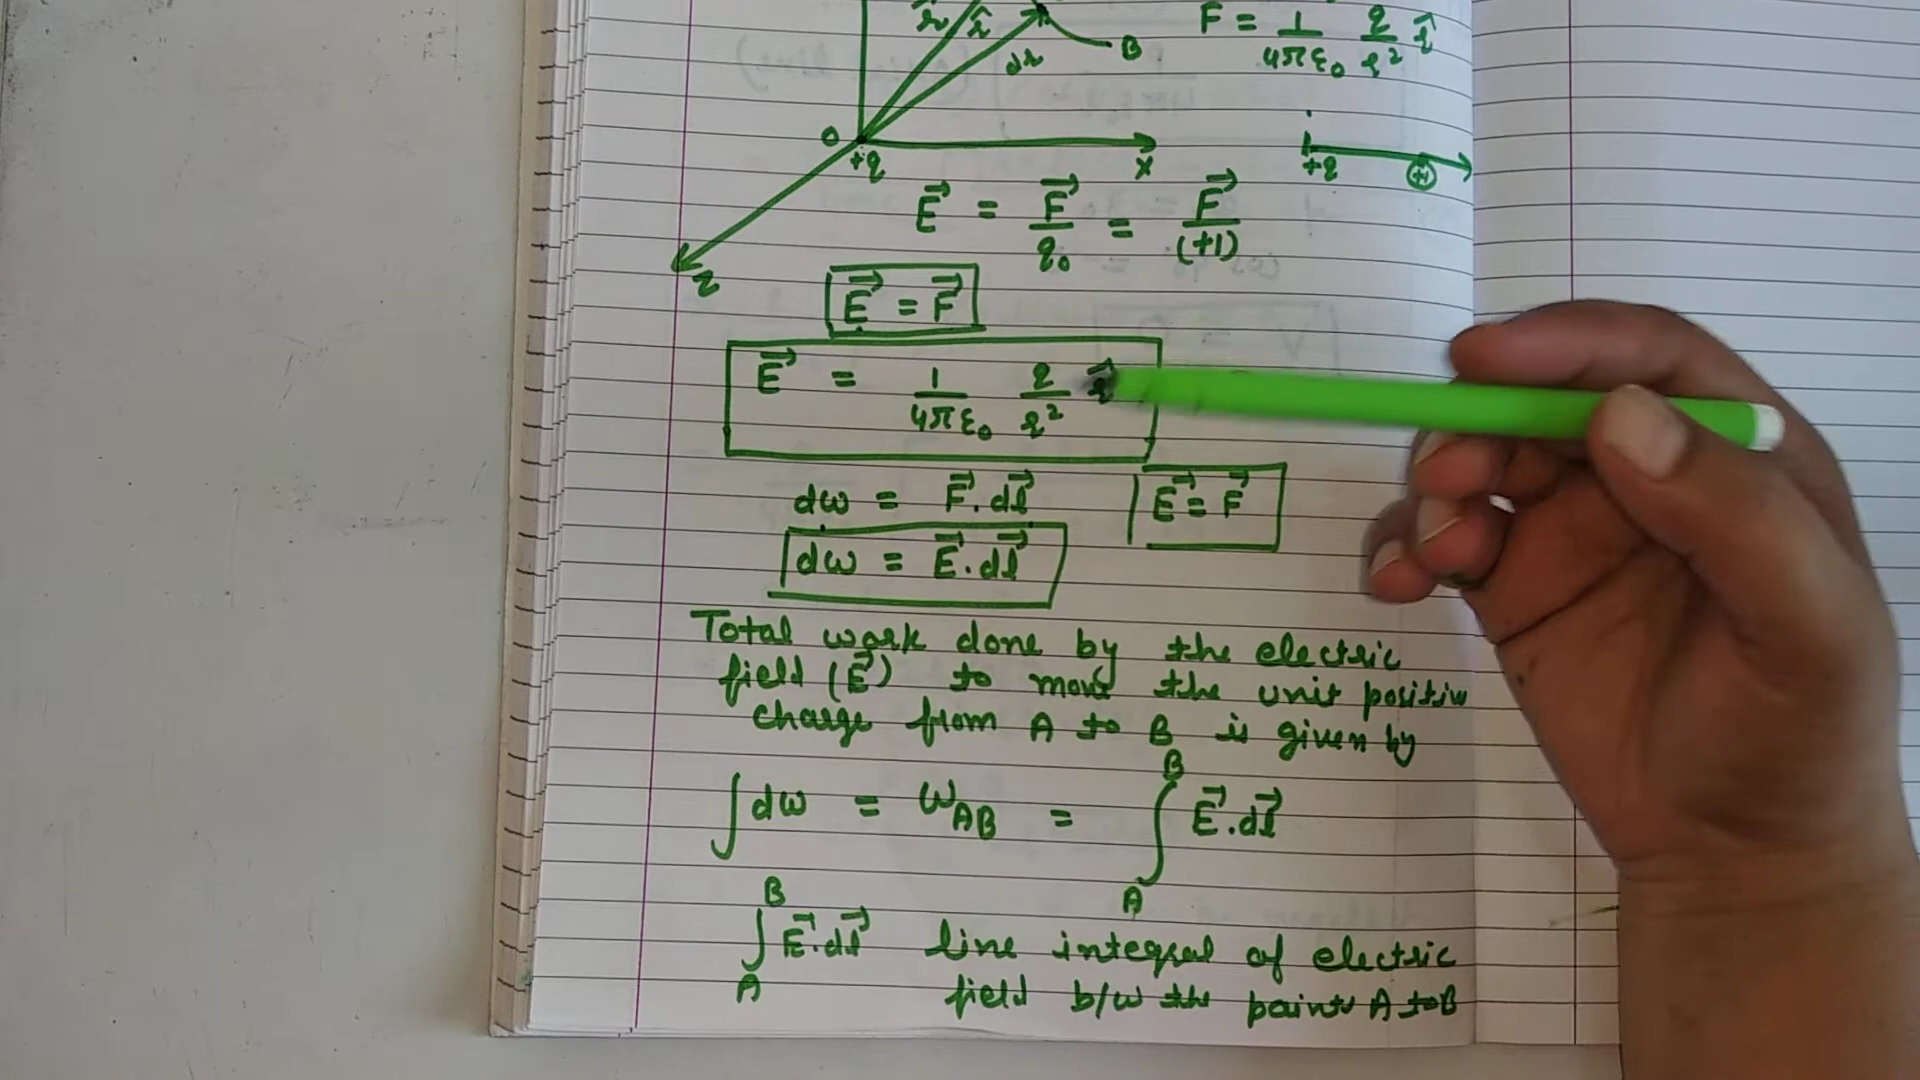 r̂ r̂ B F = 1/4πε₀ q/r² r̂
dr
O
+q x +q (+1)
z
E⃗ = F⃗/q₀ = F⃗/(+1)
E⃗ = F⃗
E⃗ = 1/4πε₀ q/r² r̂
dw = F⃗.dl⃗ E⃗ = F⃗
dw = E⃗.dl⃗
Total work done by the electric
field (E⃗) to move the unit positive
charge from A to B is given by
∫dw = w_AB = ∫_A^B E⃗.dl⃗
∫_A^B E⃗.dl⃗ line integral of electric
field b/w the points A to B